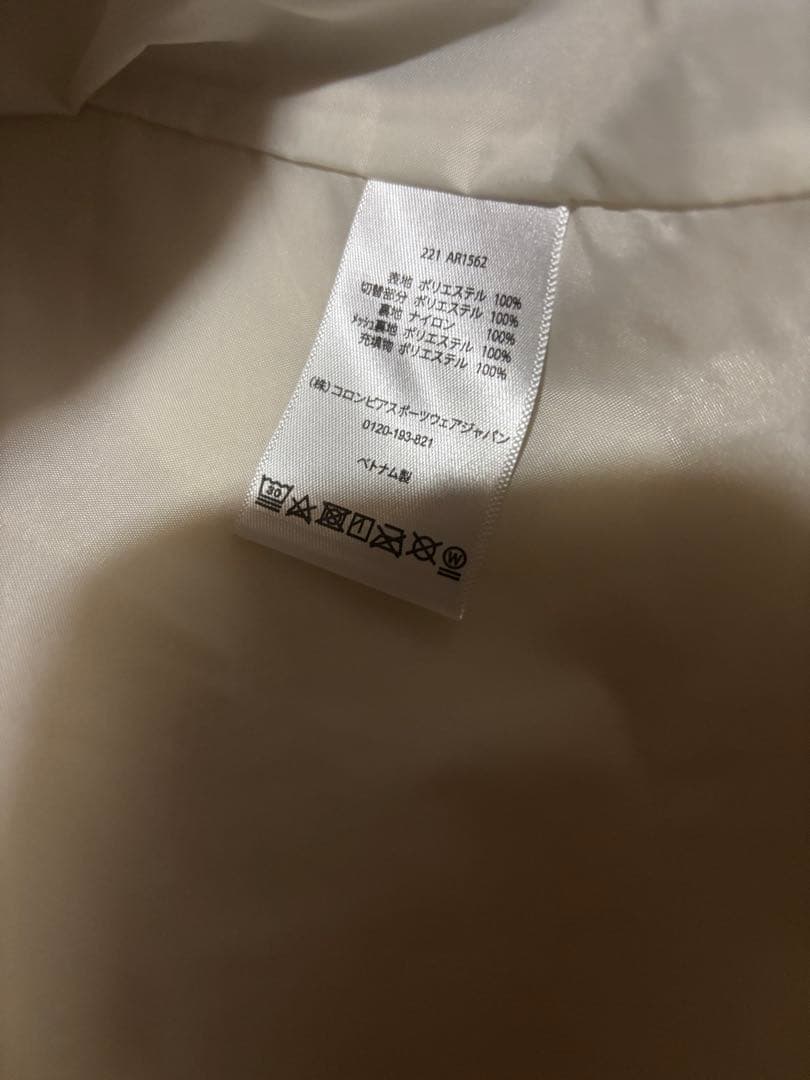 221 AR1562
表地 ポリエステル 100%
切替部分 ポリエステル 100%
裏地 ナイロン 100%
メッシュ裏地 ポリエステル 100%
充填物 ポリエステル 100%
(株)コロンビアスポーツウェアジャパン
0120-193-821
ベトナム製
30 W